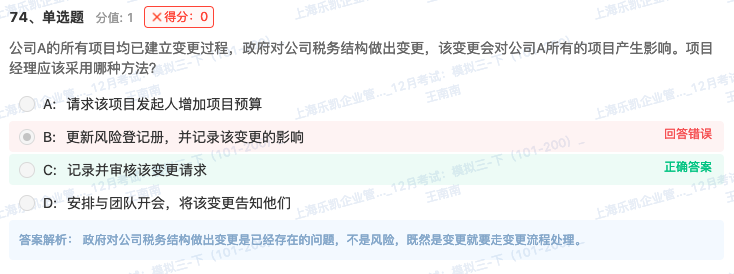 74、单选题 分值: 1 ✕得分: 0
公司A的所有项目均已建立变更过程，政府对公司税务结构做出变更，该变更会对公司A所有的项目产生影响。项目
经理应该采用哪种方法?
A: 请求该项目发起人增加项目预算
B: 更新风险登记册，并记录该变更的影响 回答错误
C: 记录并审核该变更请求 正确答案
D: 安排与团队开会，将该变更告知他们
答案解析: 政府对公司税务结构做出变更是已经存在的问题，不是风险，既然是变更就要走变更流程处理。
上海乐凯企业管..._12月考试: 模拟三-下（101-200）_
王南南